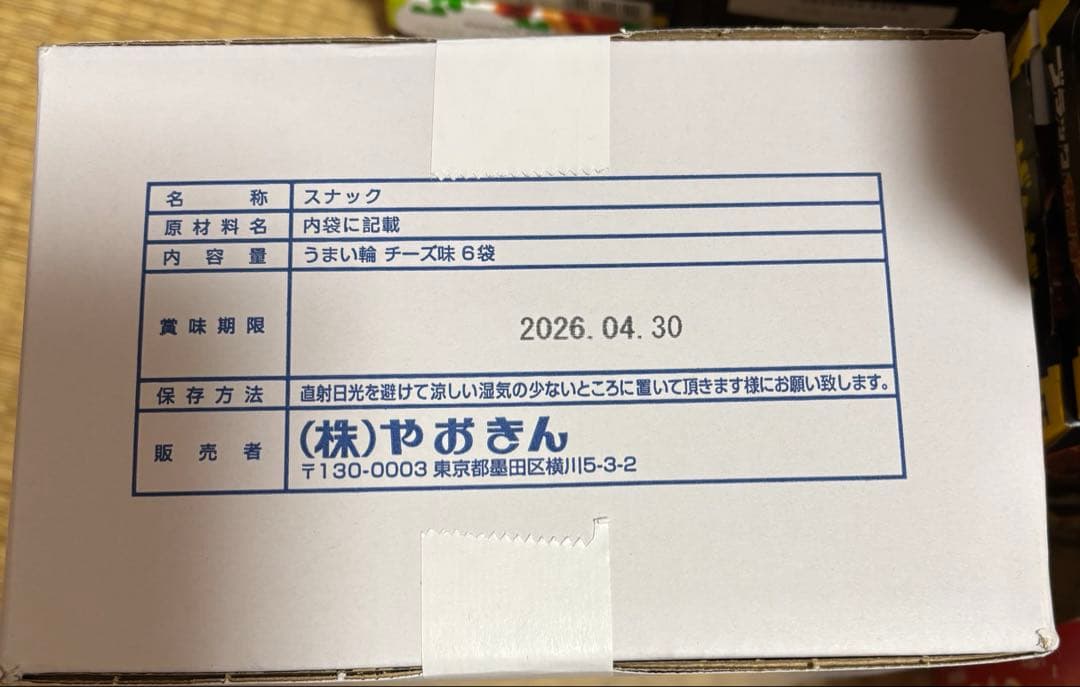 名称 スナック
原材料名 内袋に記載
内容量 うまい輪 チーズ味 6袋
賞味期限 2026.04.30
保存方法 直射日光を避けて涼しい湿気の少ないところに置いて頂きます様にお願い致します。
販売者 (株)やおきん
〒130-0003 東京都墨田区横川5-3-2